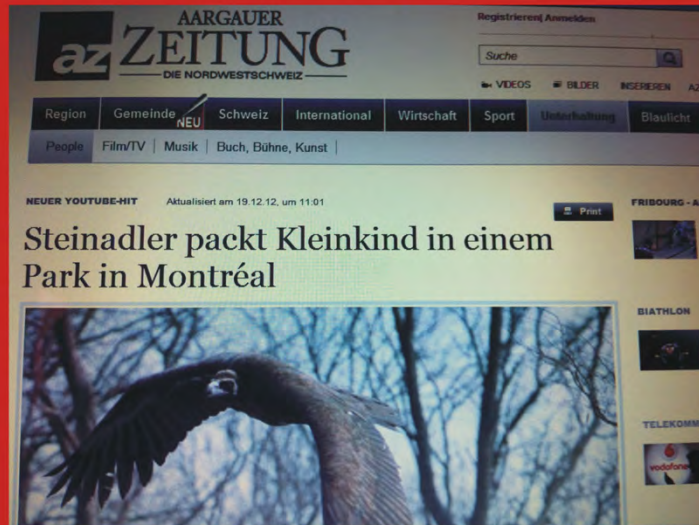 AARGAUER
az ZEITUNG
DIE NORDWESTSCHWEIZ
Registrieren| Anmelden
Suche
VIDEOS BILDER INSERIEREN AZ
Region Gemeinde NEU Schweiz International Wirtschaft Sport Unterhaltung Blaulicht
People Film/TV Musik Buch, Bühne, Kunst
NEUER YOUTUBE-HIT Aktualisiert am 19.12.12, um 11:01
Print
Steinadler packt Kleinkind in einem
Park in Montréal
FRIBOURG - A
BIATHLON
TELEKOMM
vodafone